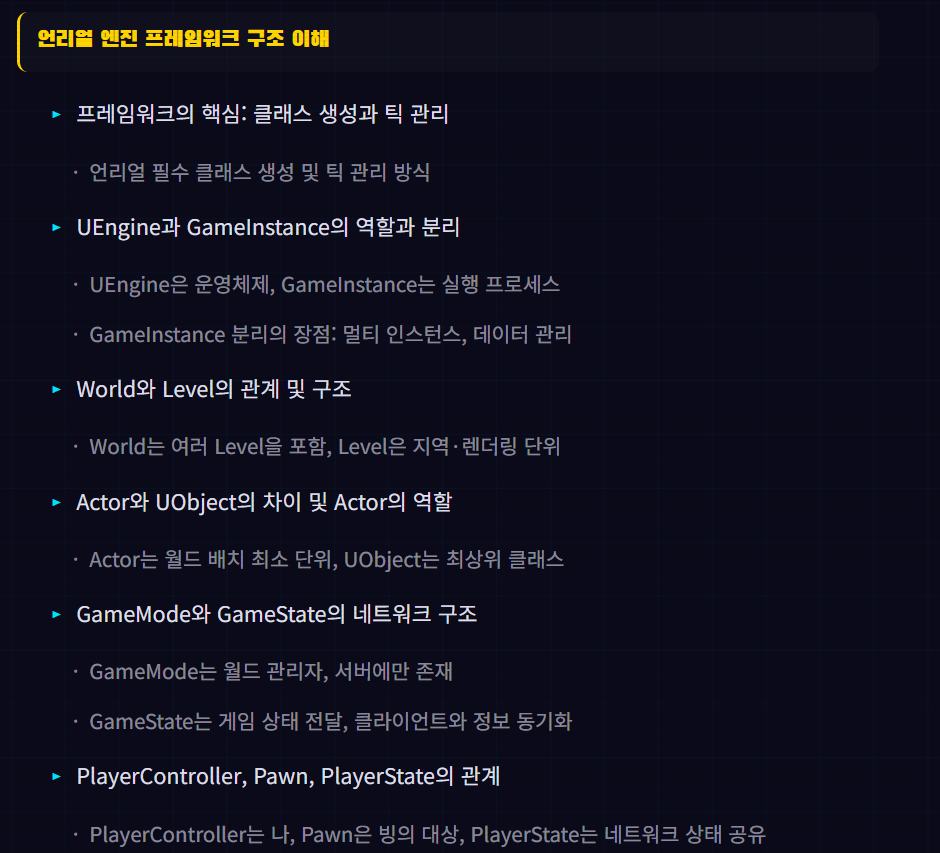 언리얼 엔진 프레임워크 구조 이해
▸ 프레임워크의 핵심: 클래스 생성과 틱 관리
· 언리얼 필수 클래스 생성 및 틱 관리 방식
▸ UEngine과 GameInstance의 역할과 분리
· UEngine은 운영체제, GameInstance는 실행 프로세스
· GameInstance 분리의 장점: 멀티 인스턴스, 데이터 관리
▸ World와 Level의 관계 및 구조
· World는 여러 Level을 포함, Level은 지역·렌더링 단위
▸ Actor와 UObject의 차이 및 Actor의 역할
· Actor는 월드 배치 최소 단위, UObject는 최상위 클래스
▸ GameMode와 GameState의 네트워크 구조
· GameMode는 월드 관리자, 서버에만 존재
· GameState는 게임 상태 전달, 클라이언트와 정보 동기화
▸ PlayerController, Pawn, PlayerState의 관계
· PlayerController는 나, Pawn은 빙의 대상, PlayerState는 네트워크 상태 공유